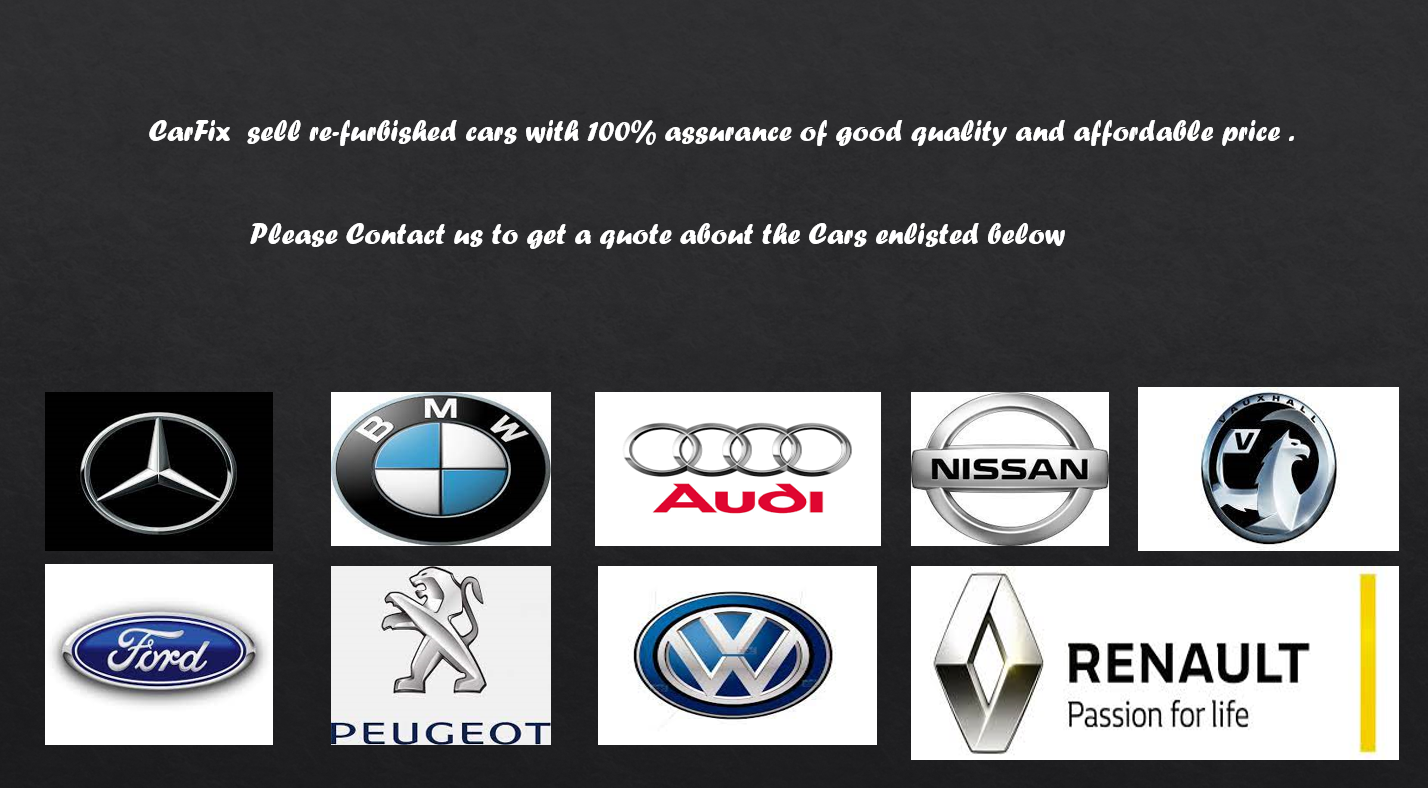 CarFix sell re-furbished cars with 100% assurance of good quality and affordable price .
Please Contact us to get a quote about the Cars enlisted below
BMW
Audi
NISSAN
VAUXHALL
V
Ford
PEUGEOT
VW
RENAULT
Passion for life